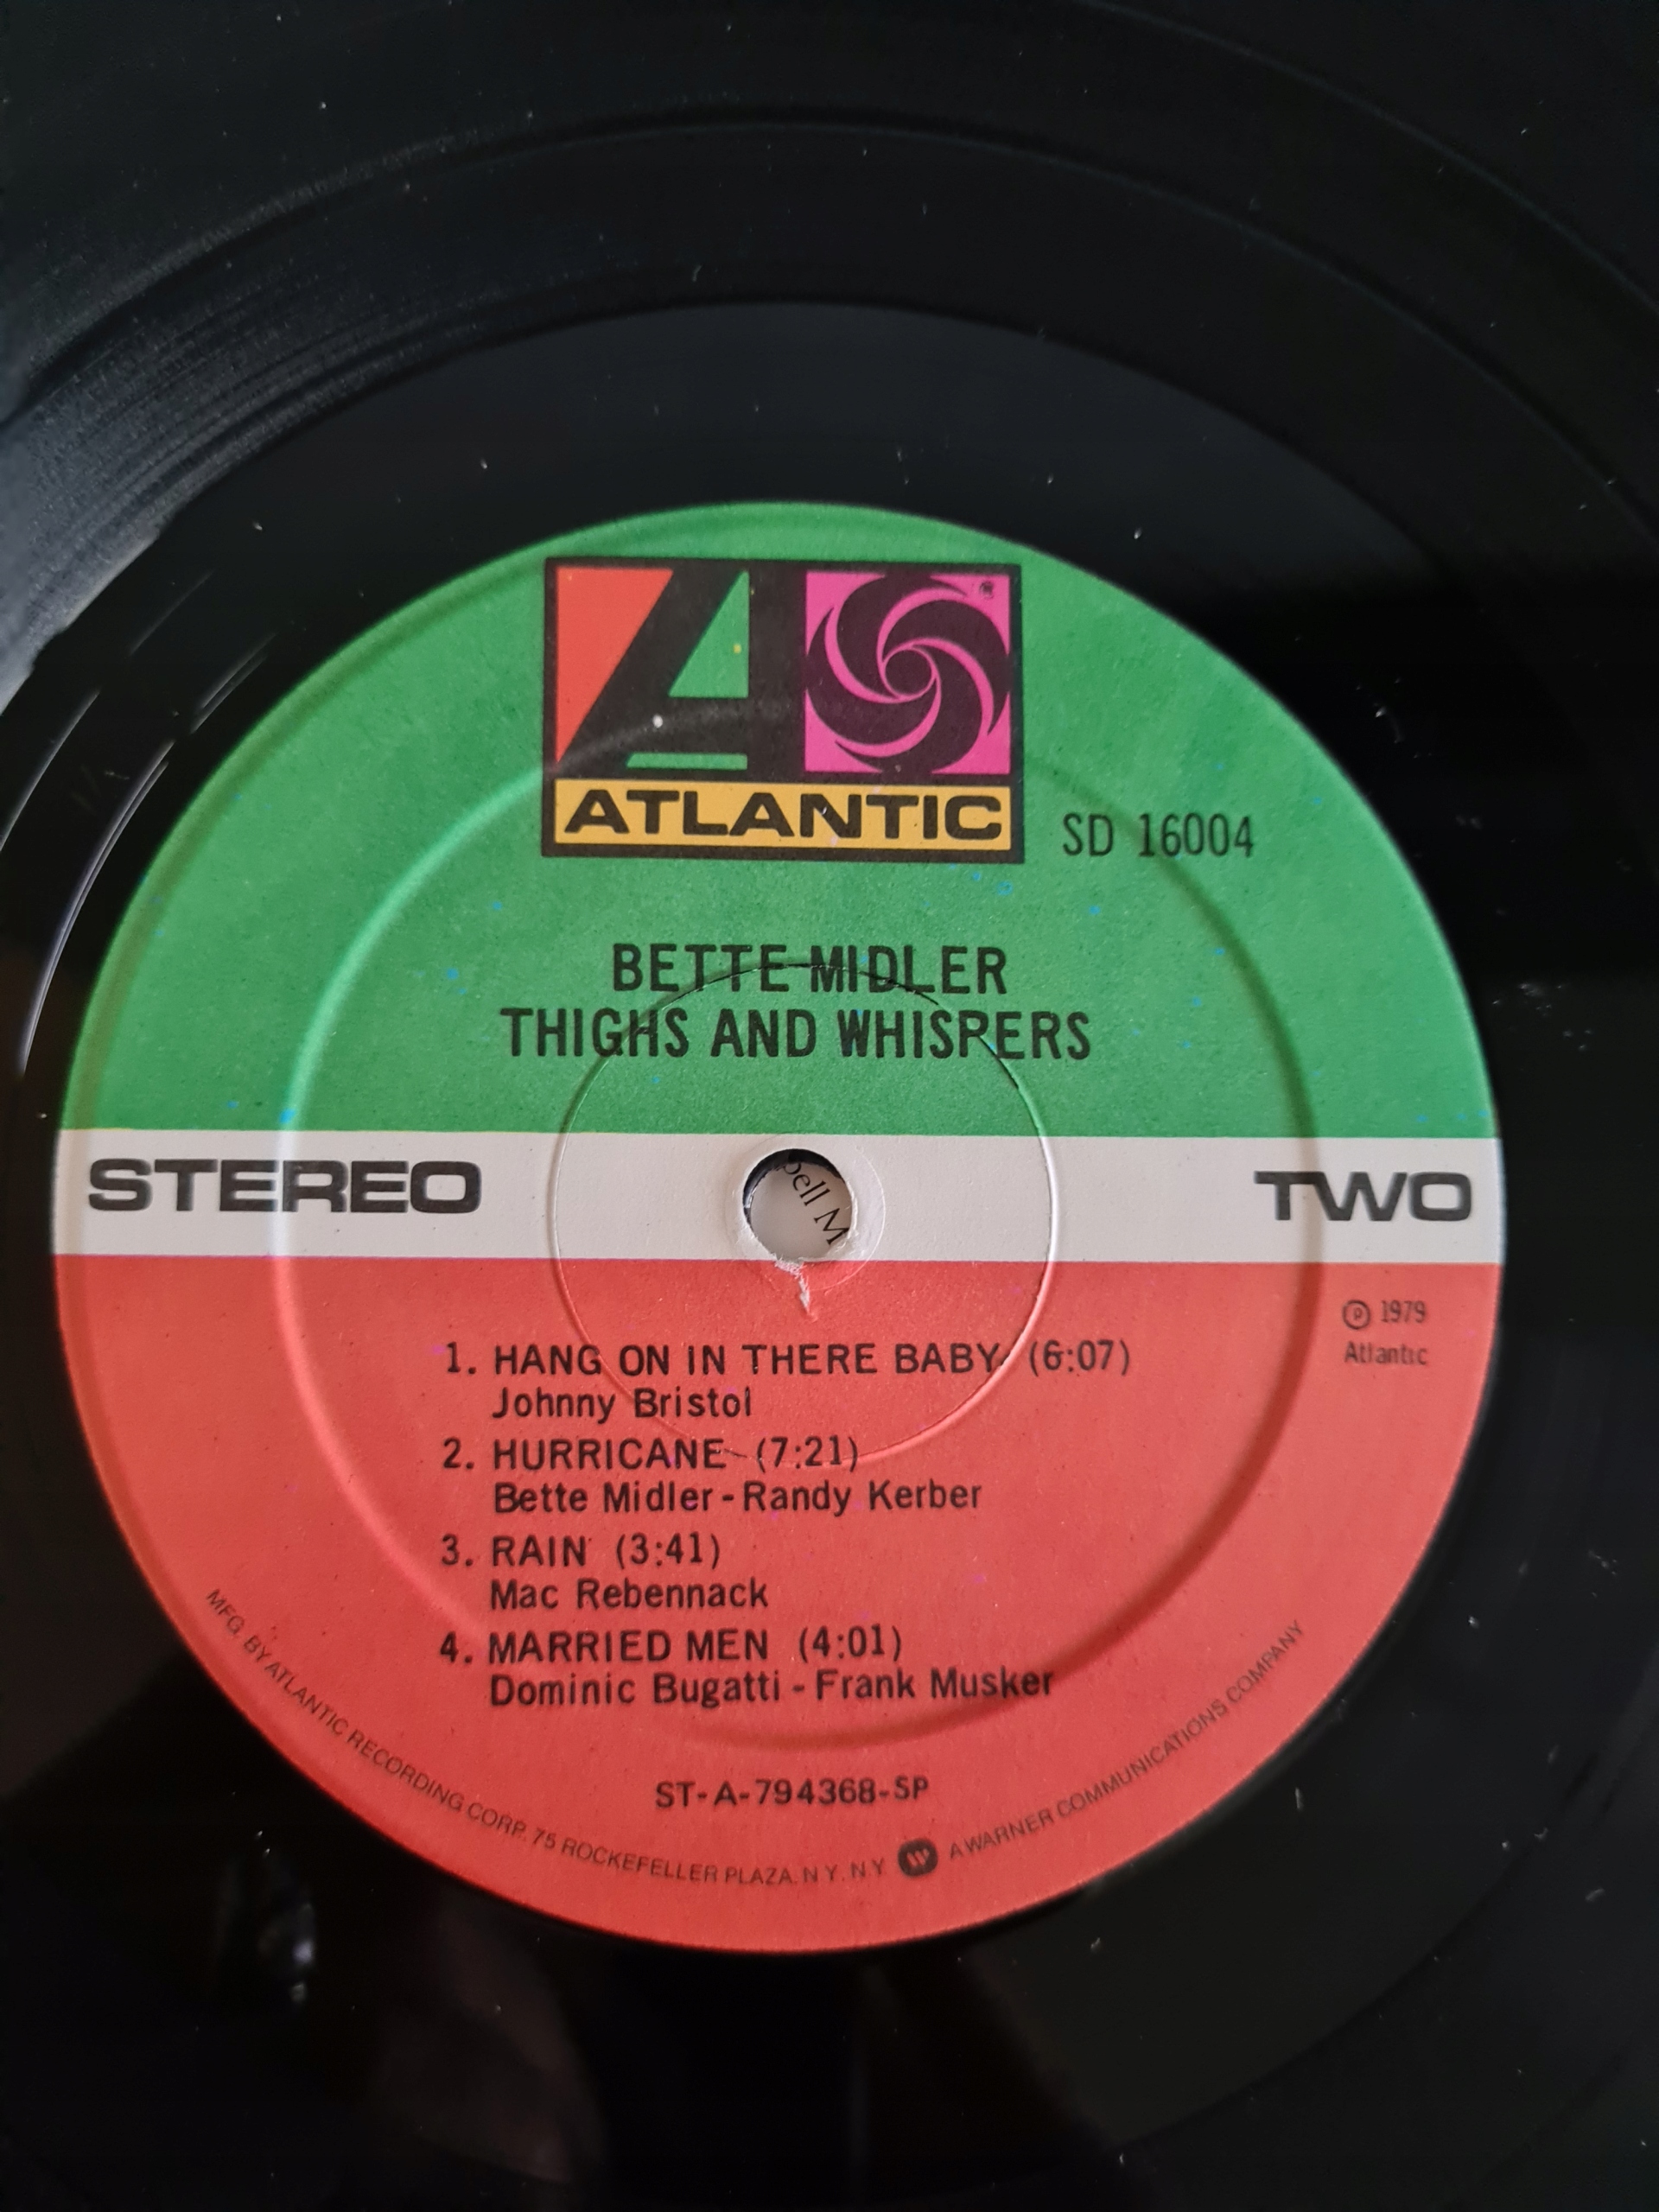 ATLANTIC
SD 16004
BETTE MIDLER
THIGHS AND WHISPERS
STEREO
TWO
pell M
℗ 1979
Atlantic
1. HANG ON IN THERE BABY (6:07)
Johnny Bristol
2. HURRICANE (7:21)
Bette Midler-Randy Kerber
3. RAIN (3:41)
Mac Rebennack
4. MARRIED MEN (4:01)
Dominic Bugatti-Frank Musker
ST-A-794368-SP
MFG. BY ATLANTIC RECORDING CORP. 75 ROCKEFELLER PLAZA. N.Y. N.Y. A WARNER COMMUNICATIONS COMPANY